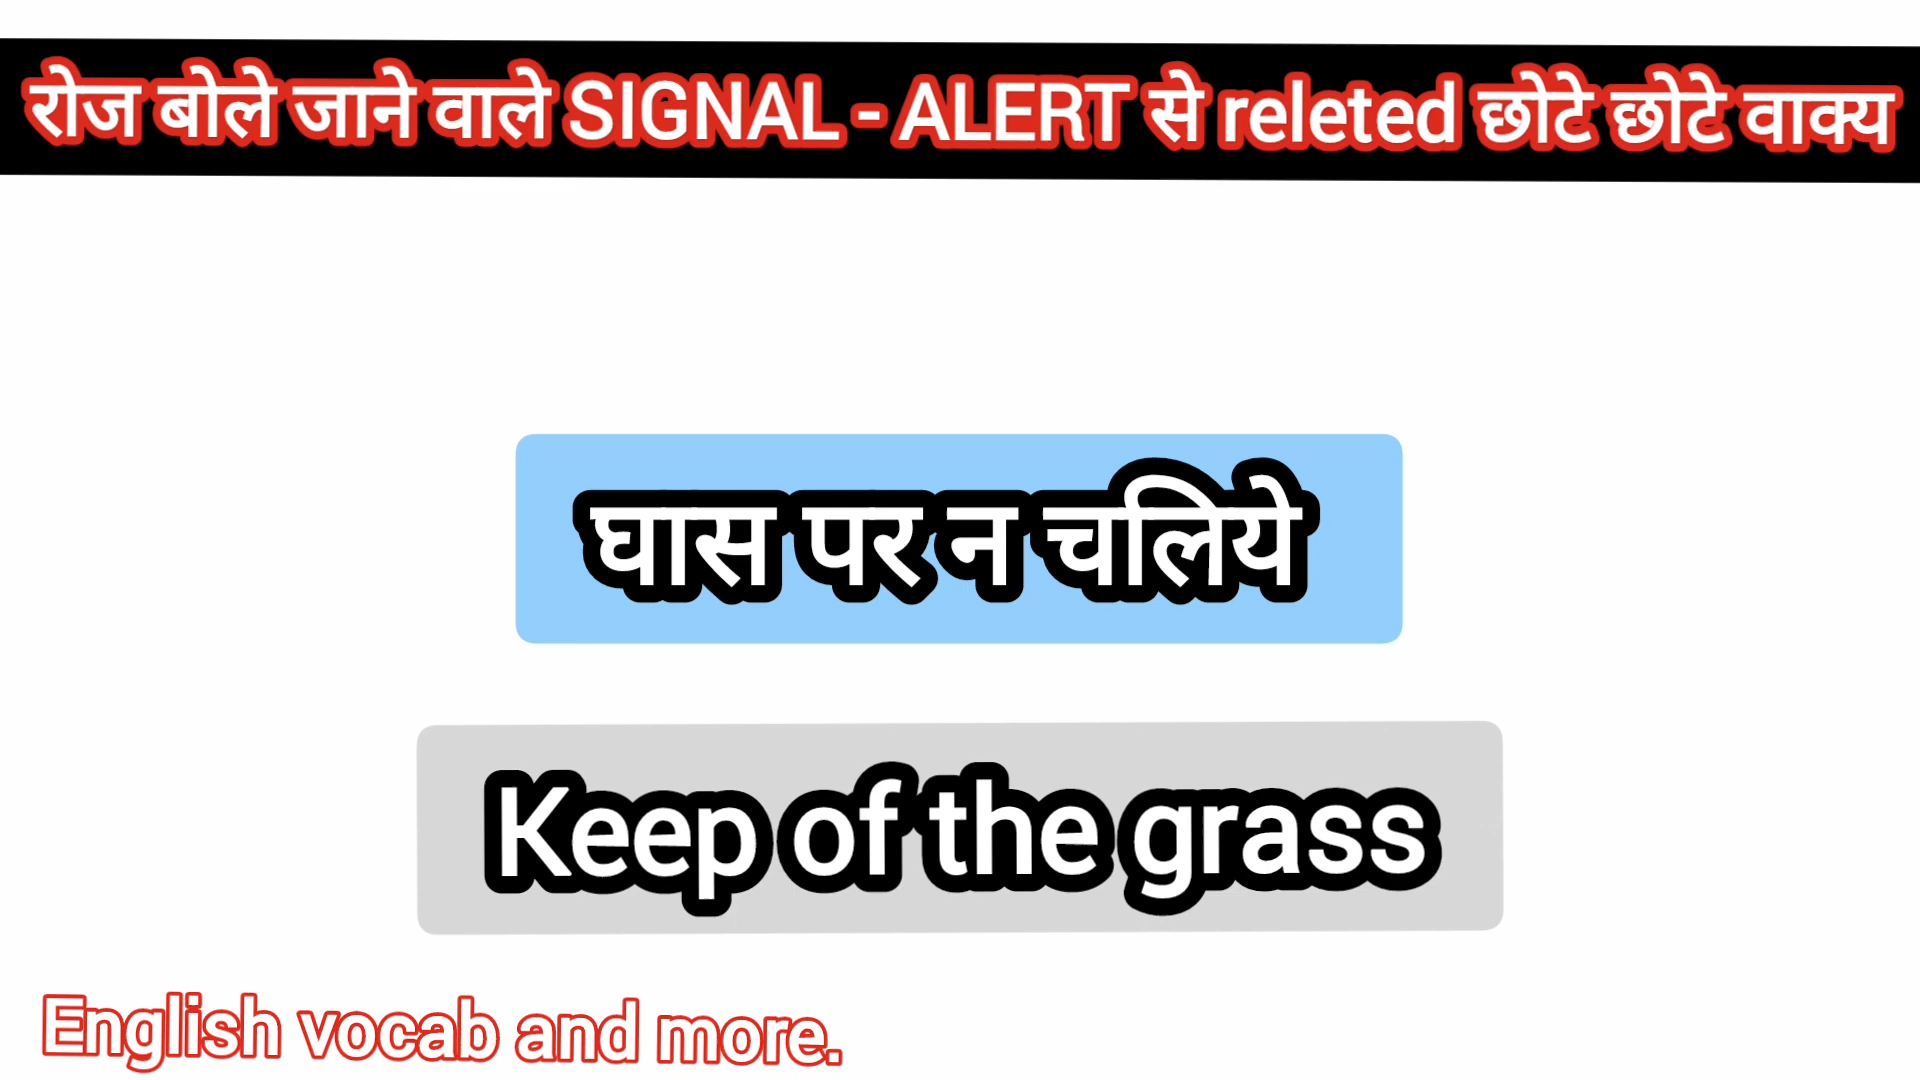 रोज बोले जाने वाले SIGNAL - ALERT से releted छोटे छोटे वाक्य
घास पर न चलिये
Keep of the grass
English vocab and more.